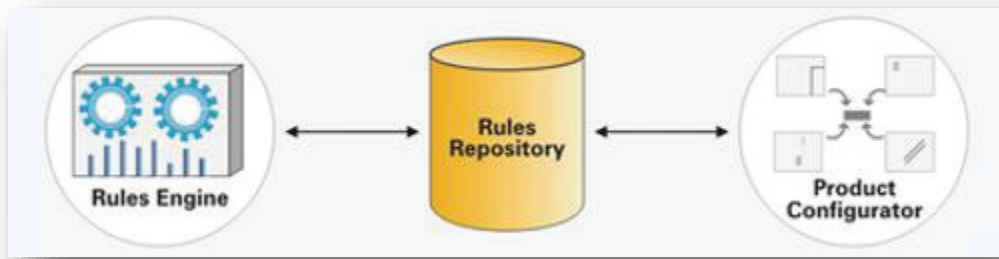 Rules Engine
Rules
Repository
Product
Configurator